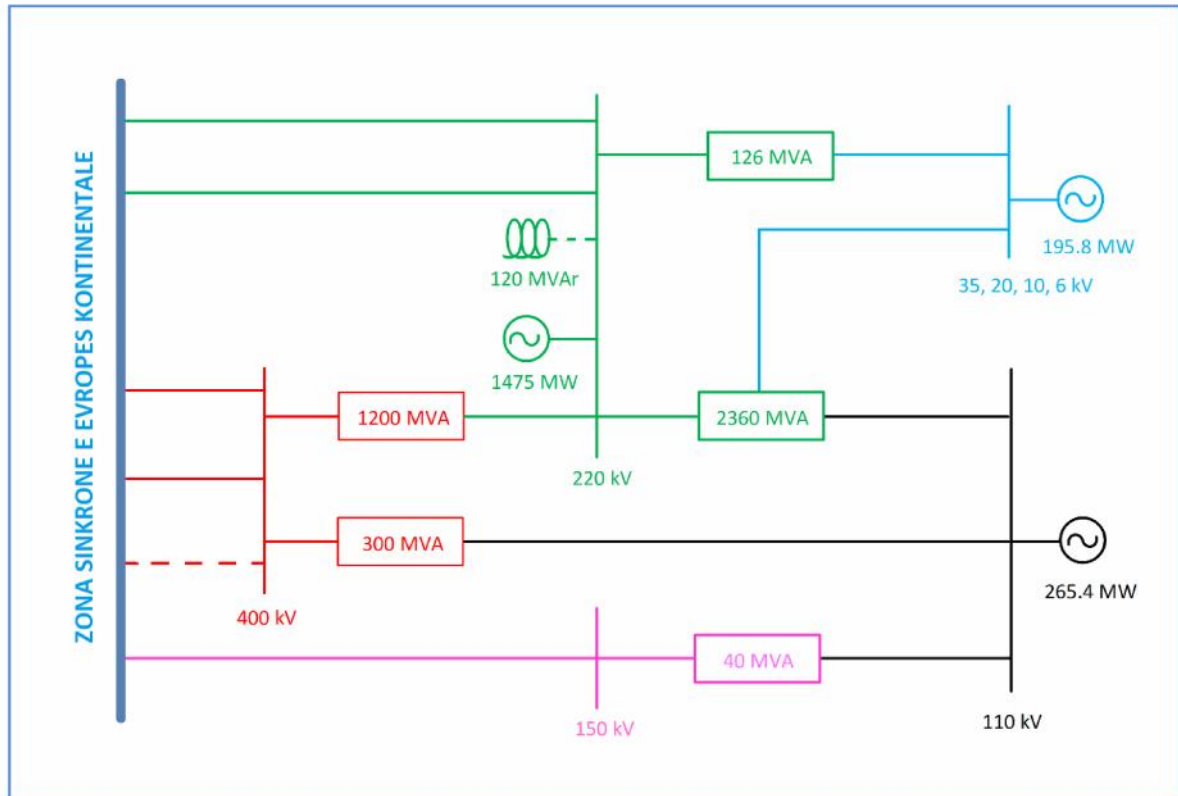 ZONA SINKRONE E EVROPES KONTINENTALE
126 MVA
195.8 MW
120 MVAr
35, 20, 10, 6 kV
1475 MW
1200 MVA
2360 MVA
220 kV
300 MVA
265.4 MW
400 kV
40 MVA
150 kV
110 kV